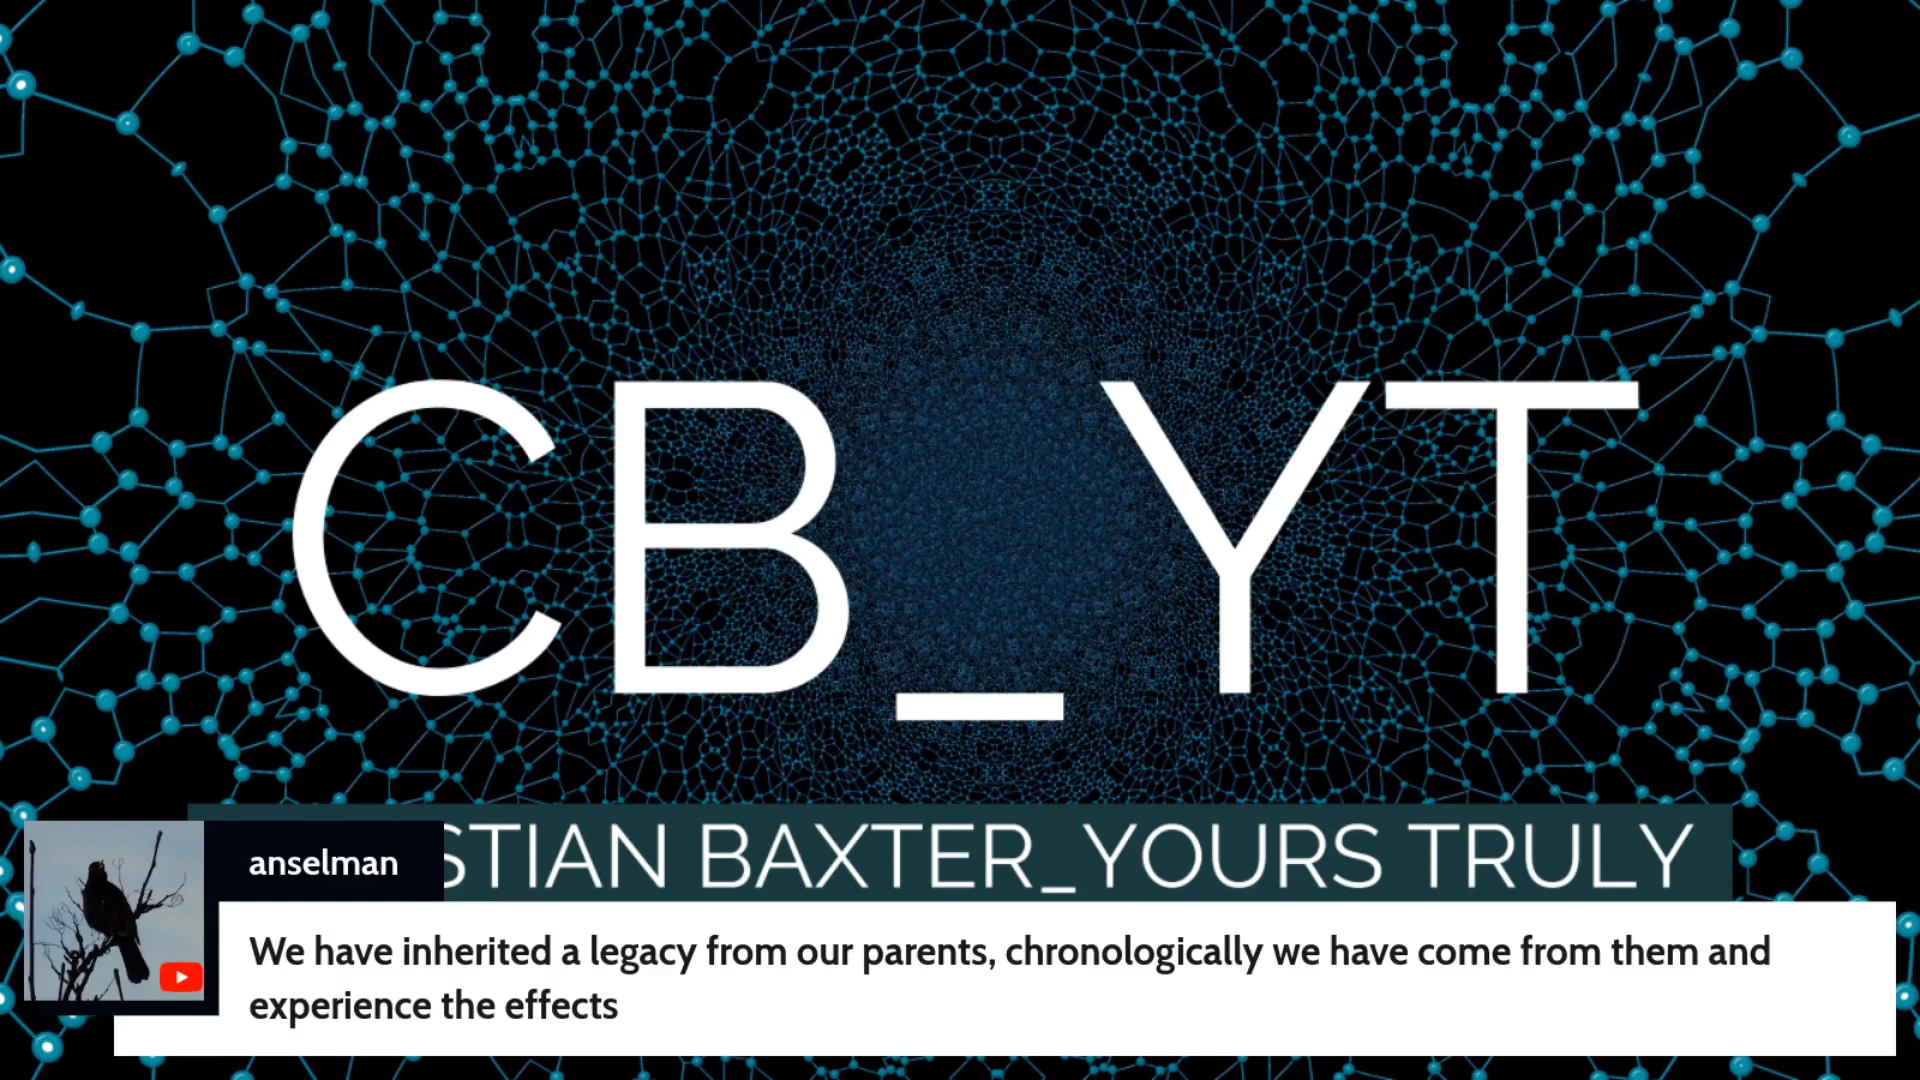 CB_YT
STIAN BAXTER_YOURS TRULY
anselman
We have inherited a legacy from our parents, chronologically we have come from them and
experience the effects